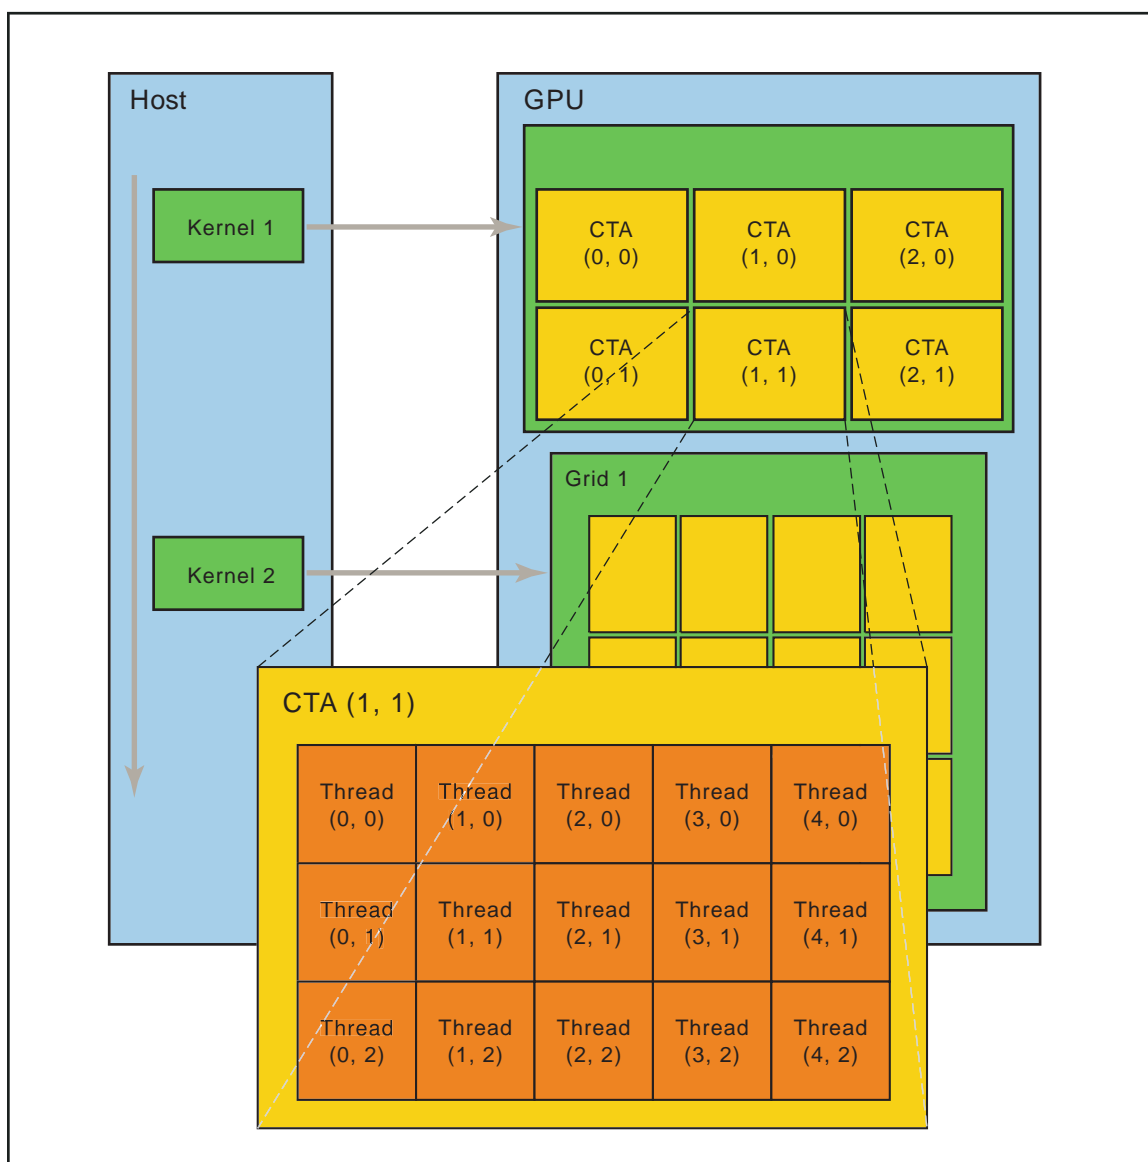 Host
GPU
Kernel 1
CTA
(0, 0)
CTA
(1, 0)
CTA
(2, 0)
CTA
(0, 1)
CTA
(1, 1)
CTA
(2, 1)
Grid 1
Kernel 2
CTA (1, 1)
Thread
(0, 0)
Thread
(1, 0)
Thread
(2, 0)
Thread
(3, 0)
Thread
(4, 0)
Thread
(0, 1)
Thread
(1, 1)
Thread
(2, 1)
Thread
(3, 1)
Thread
(4, 1)
Thread
(0, 2)
Thread
(1, 2)
Thread
(2, 2)
Thread
(3, 2)
Thread
(4, 2)